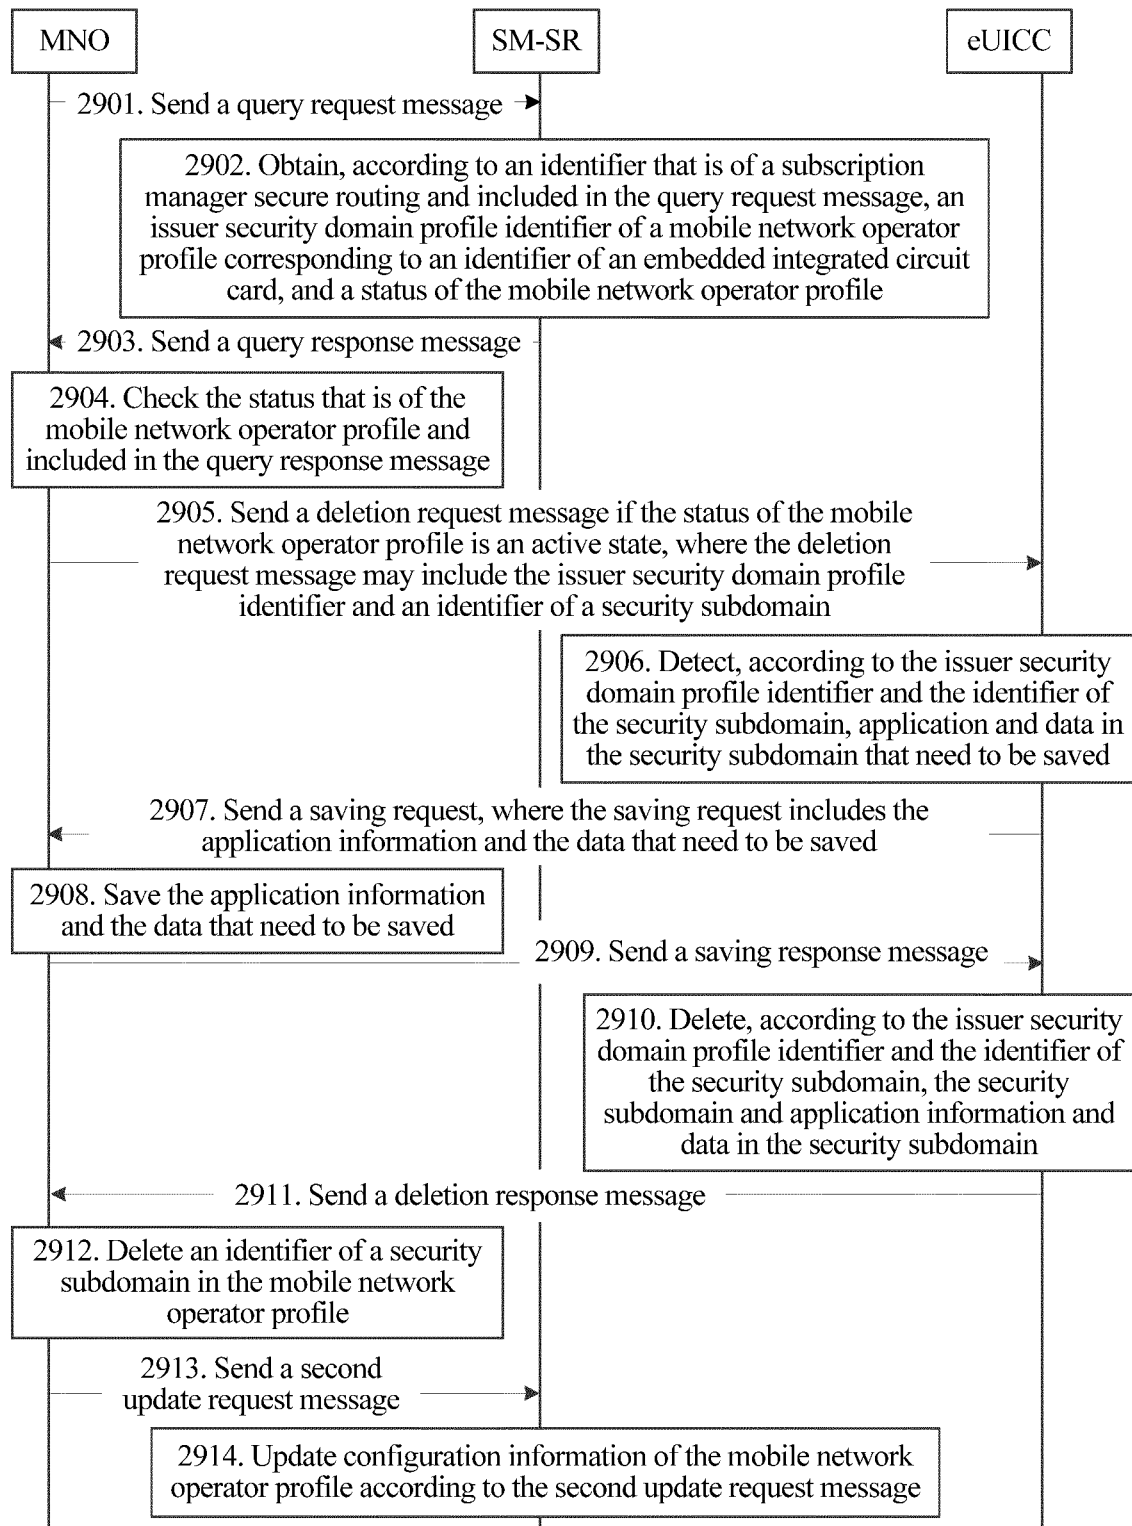 MNO
SM-SR
eUICC
2901. Send a query request message
2902. Obtain, according to an identifier that is of a subscription
manager secure routing and included in the query request message, an
issuer security domain profile identifier of a mobile network operator
profile corresponding to an identifier of an embedded integrated circuit
card, and a status of the mobile network operator profile
2903. Send a query response message
2904. Check the status that is of the
mobile network operator profile and
included in the query response message
2905. Send a deletion request message if the status of the mobile
network operator profile is an active state, where the deletion
request message may include the issuer security domain profile
identifier and an identifier of a security subdomain
2906. Detect, according to the issuer security
domain profile identifier and the identifier of
the security subdomain, application and data in
the security subdomain that need to be saved
2907. Send a saving request, where the saving request includes the
application information and the data that need to be saved
2908. Save the application information
and the data that need to be saved
2909. Send a saving response message
2910. Delete, according to the issuer security
domain profile identifier and the identifier of
the security subdomain, the security
subdomain and application information and
data in the security subdomain
2911. Send a deletion response message
2912. Delete an identifier of a security
subdomain in the mobile network
operator profile
2913. Send a second
update request message
2914. Update configuration information of the mobile network
operator profile according to the second update request message